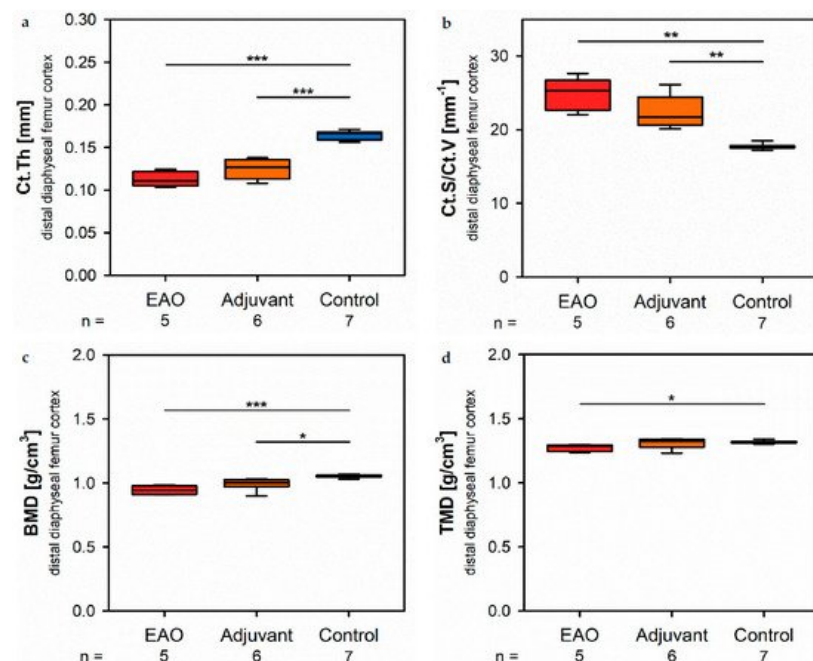 a
Ct.Th [mm]
distal diaphyseal femur cortex
0.30
0.25
0.20
0.15
0.10
0.05
0.00
***
***
EAO Adjuvant Control
n = 5 6 7
b
Ct.S/Ct.V [mm⁻¹]
distal diaphyseal femur cortex
30
20
10
0
**
**
EAO Adjuvant Control
n = 5 6 7
c
BMD [g/cm³]
distal diaphyseal femur cortex
2.0
1.5
1.0
0.5
0.0
***
*
EAO Adjuvant Control
n = 5 6 7
d
TMD [g/cm³]
distal diaphyseal femur cortex
2.0
1.5
1.0
0.5
0.0
*
EAO Adjuvant Control
n = 5 6 7